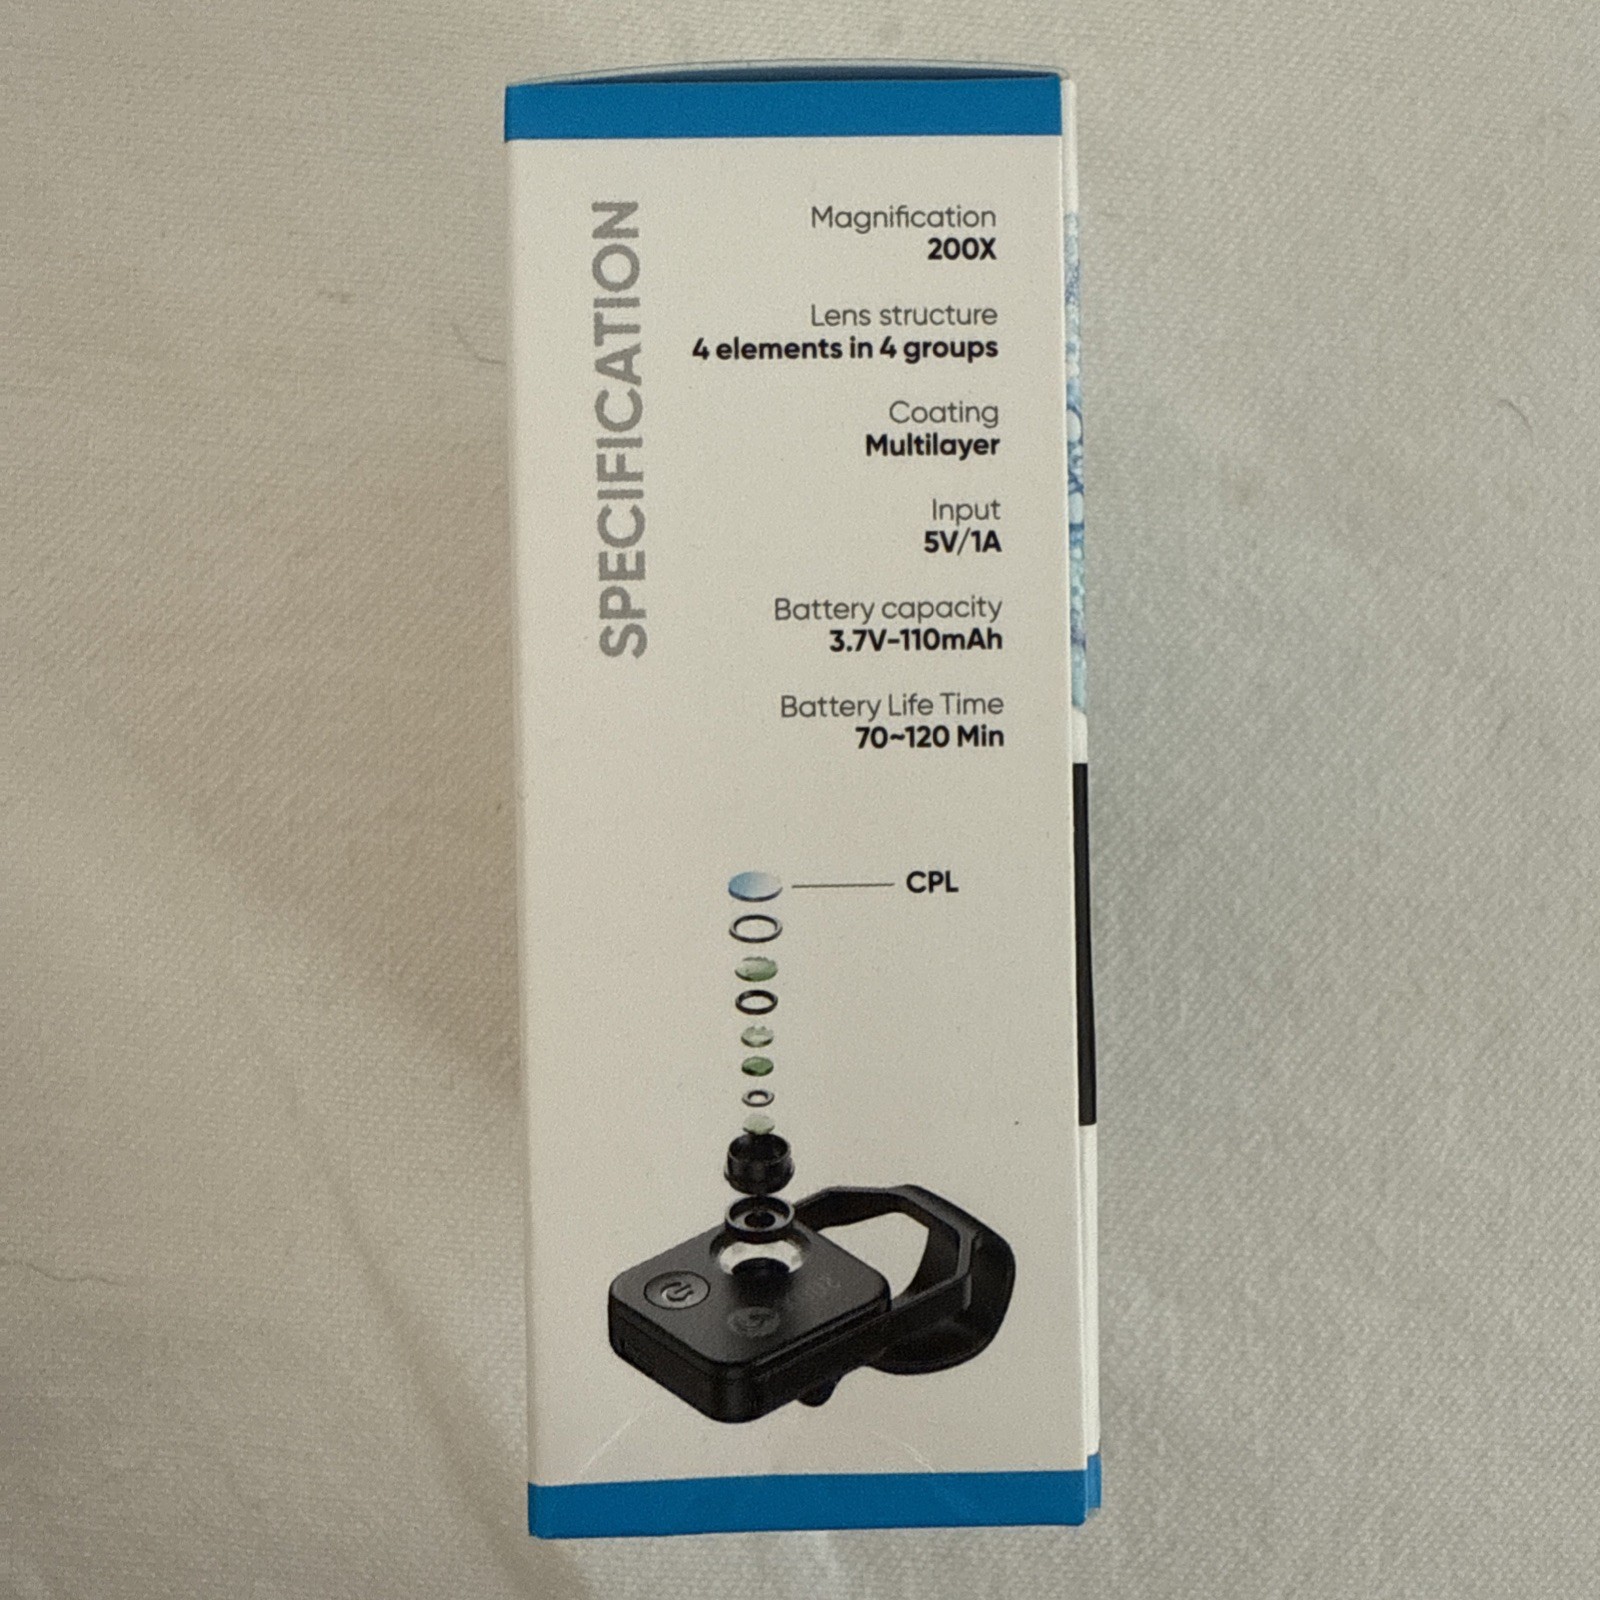 SPECIFICATION
Magnification
200X
Lens structure
4 elements in 4 groups
Coating
Multilayer
Input
5V/1A
Battery capacity
3.7V-110mAh
Battery Life Time
70~120 Min
CPL